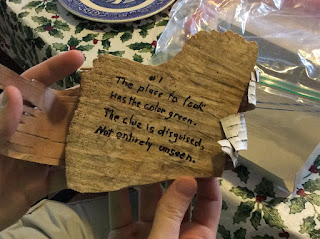 #1
The place to look
Has the color green.
The clue is disguised,
Not entirely unseen.